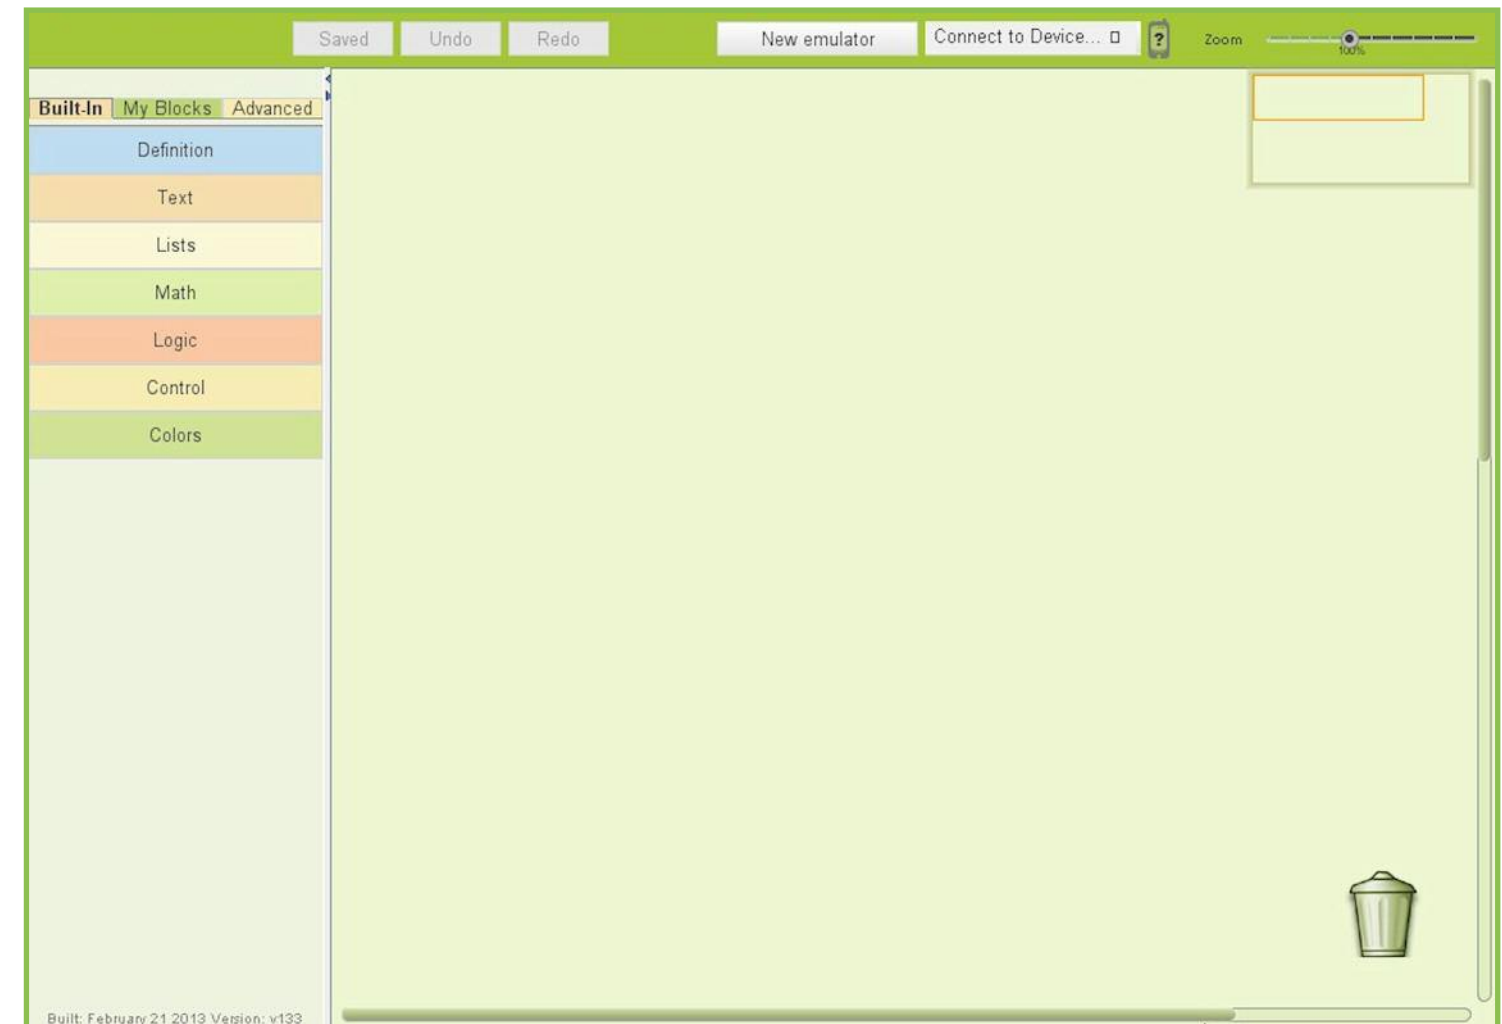 Saved Undo Redo New emulator Connect to Device... ? Zoom
100%
Built-In My Blocks Advanced
Definition
Text
Lists
Math
Logic
Control
Colors
Built: February 21 2013 Version: v133